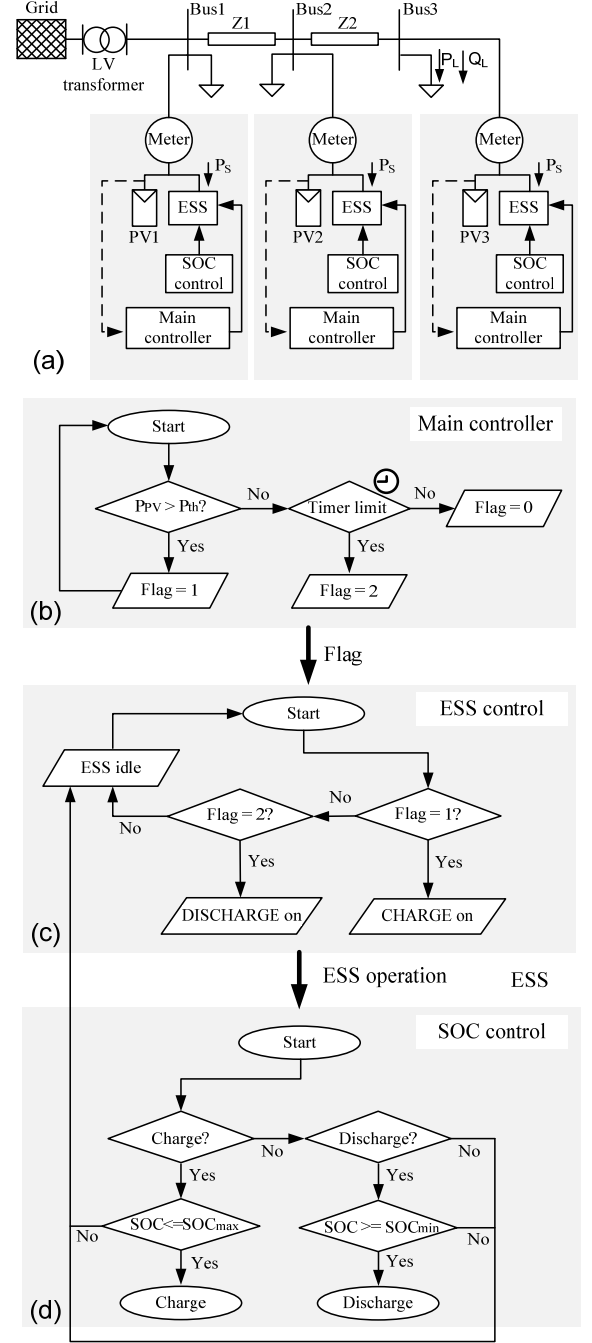 Grid
Bus1
Z1
Bus2
Z2
Bus3
LV
transformer
PL
QL
Meter
Meter
Meter
PS
PS
PS
ESS
ESS
ESS
PV1
PV2
PV3
SOC
control
SOC
control
SOC
control
Main
controller
Main
controller
Main
controller
(a)
Start
Main controller
PPV > Pth?
No
Timer limit
No
Flag = 0
Yes
Yes
Flag = 1
Flag = 2
(b)
Flag
Start
ESS control
ESS idle
Flag = 2?
No
Flag = 1?
No
Yes
Yes
DISCHARGE on
CHARGE on
(c)
ESS operation
ESS
SOC control
Start
Charge?
No
Discharge?
No
Yes
Yes
SOC<=SOCmax
SOC >= SOCmin
No
No
Yes
Yes
Charge
Discharge
(d)